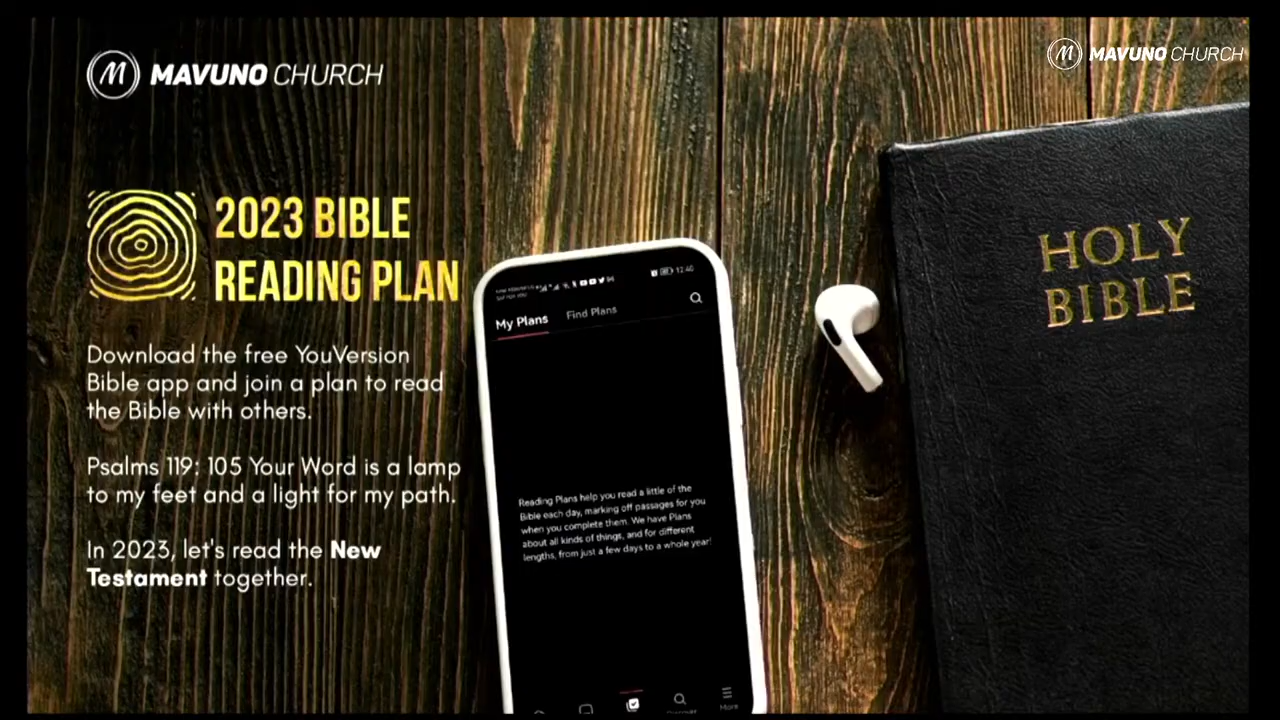 MAVUNO CHURCH
MAVUNO CHURCH
2023 BIBLE
READING PLAN
Download the free YouVersion
Bible app and join a plan to read
the Bible with others.
Psalms 119: 105 Your Word is a lamp
to my feet and a light for my path.
In 2023, let's read the New
Testament together.
12:40
My Plans
Find Plans
Reading Plans help you read a little of the
Bible each day, marking off passages for you
when you complete them. We have Plans
about all kinds of things, and for different
lengths, from just a few days to a whole year!
More
HOLY
BIBLE